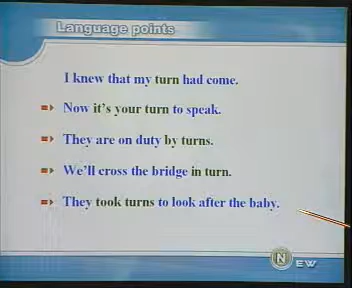 Language points
I knew that my turn had come.
Now it's your turn to speak.
They are on duty by turns.
We'll cross the bridge in turn.
They took turns to look after the baby.
N EW